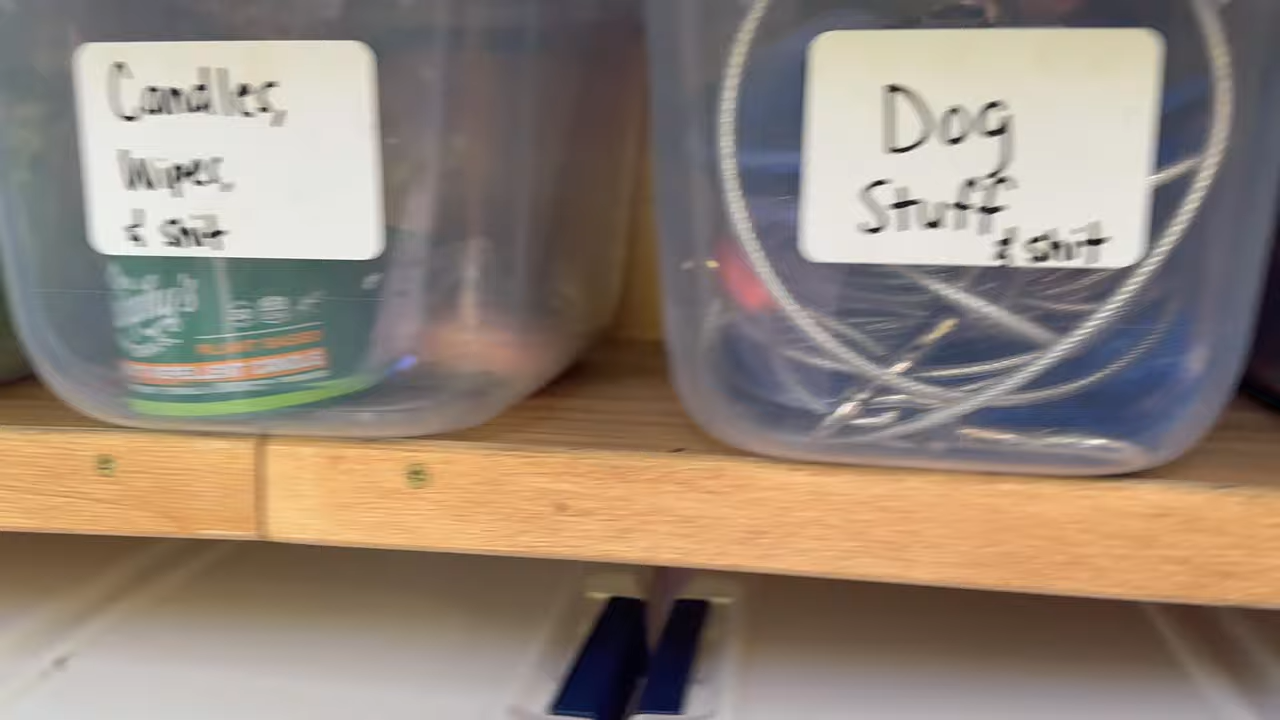 Candles,
Wipes,
& shit
Dog
Stuff
& shit